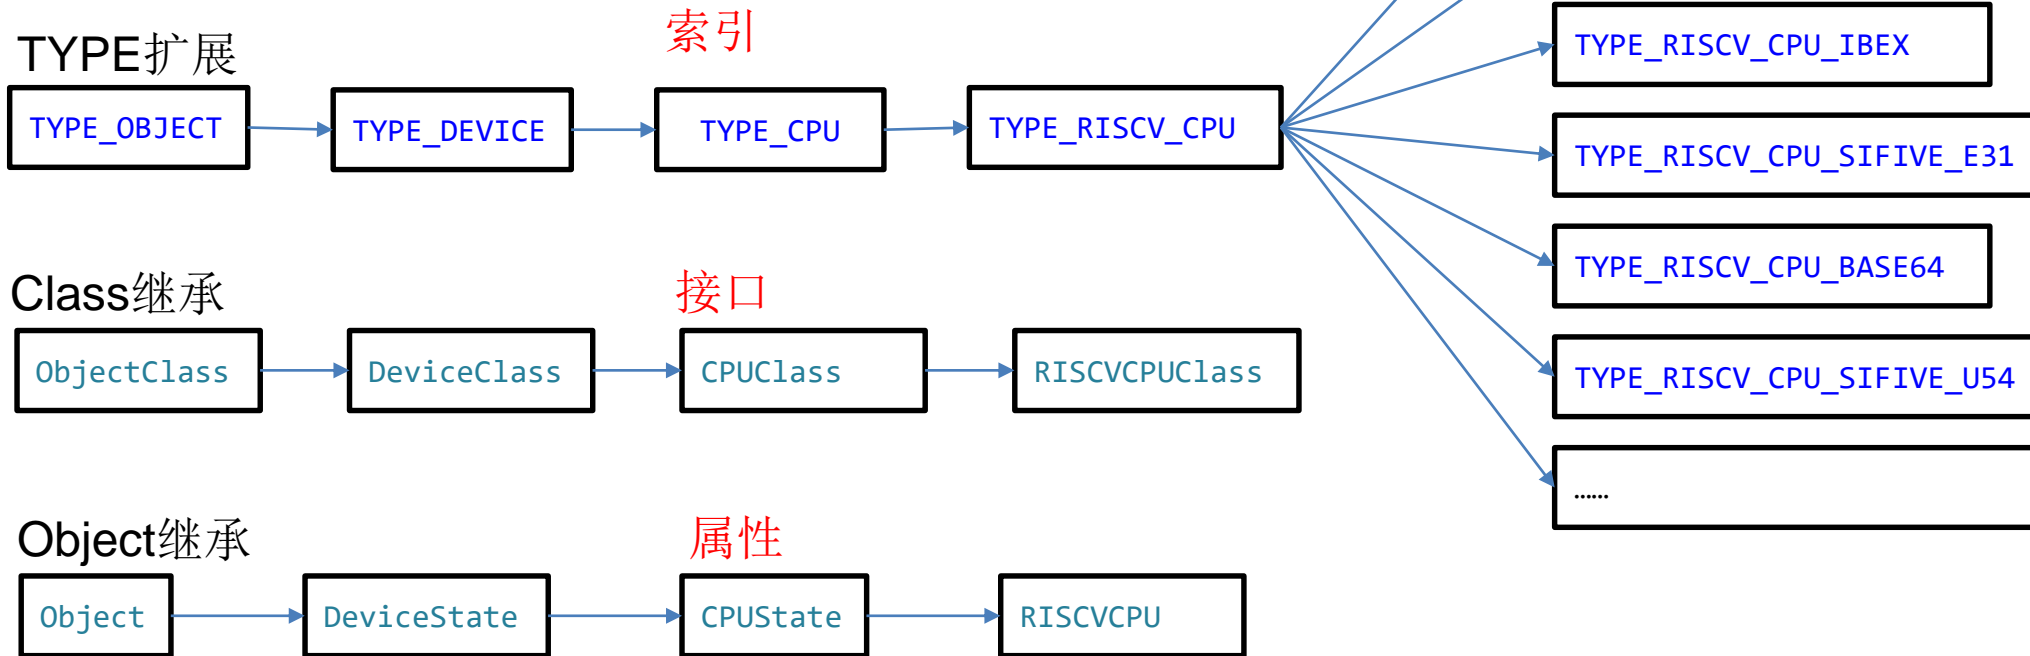 TYPE扩展
索引
TYPE_OBJECT
TYPE_DEVICE
TYPE_CPU
TYPE_RISCV_CPU
TYPE_RISCV_CPU_IBEX
TYPE_RISCV_CPU_SIFIVE_E31
TYPE_RISCV_CPU_BASE64
TYPE_RISCV_CPU_SIFIVE_U54
……
Class继承
接口
ObjectClass
DeviceClass
CPUClass
RISCVCPUClass
Object继承
属性
Object
DeviceState
CPUState
RISCVCPU